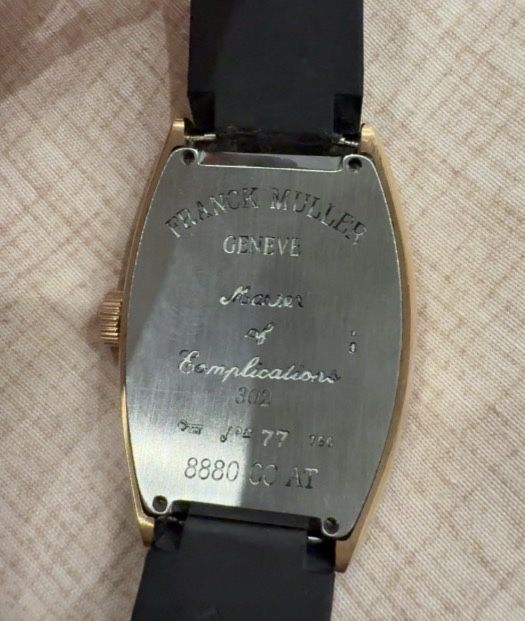 FRANCK MULLER
GENEVE
Master
of
Complications
302
77
8880 CC AT